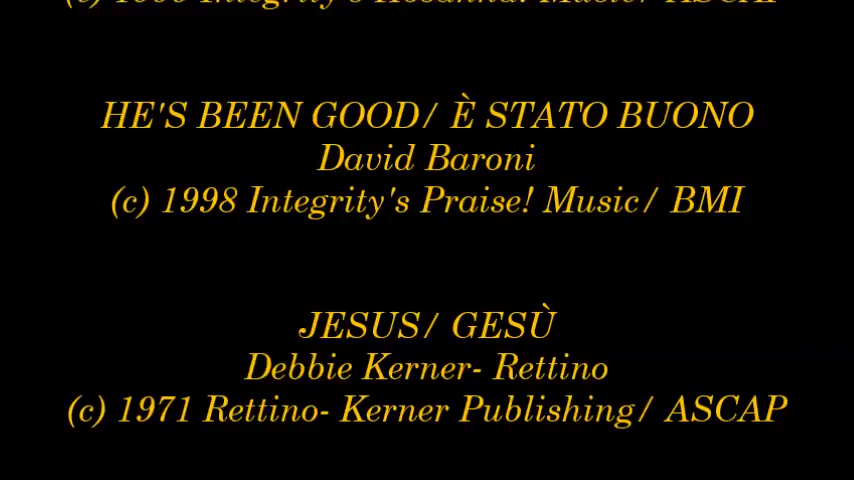 HE'S BEEN GOOD/ È STATO BUONO
David Baroni
(c) 1998 Integrity's Praise! Music/ BMI
JESUS/ GESÙ
Debbie Kerner- Rettino
(c) 1971 Rettino- Kerner Publishing/ ASCAP